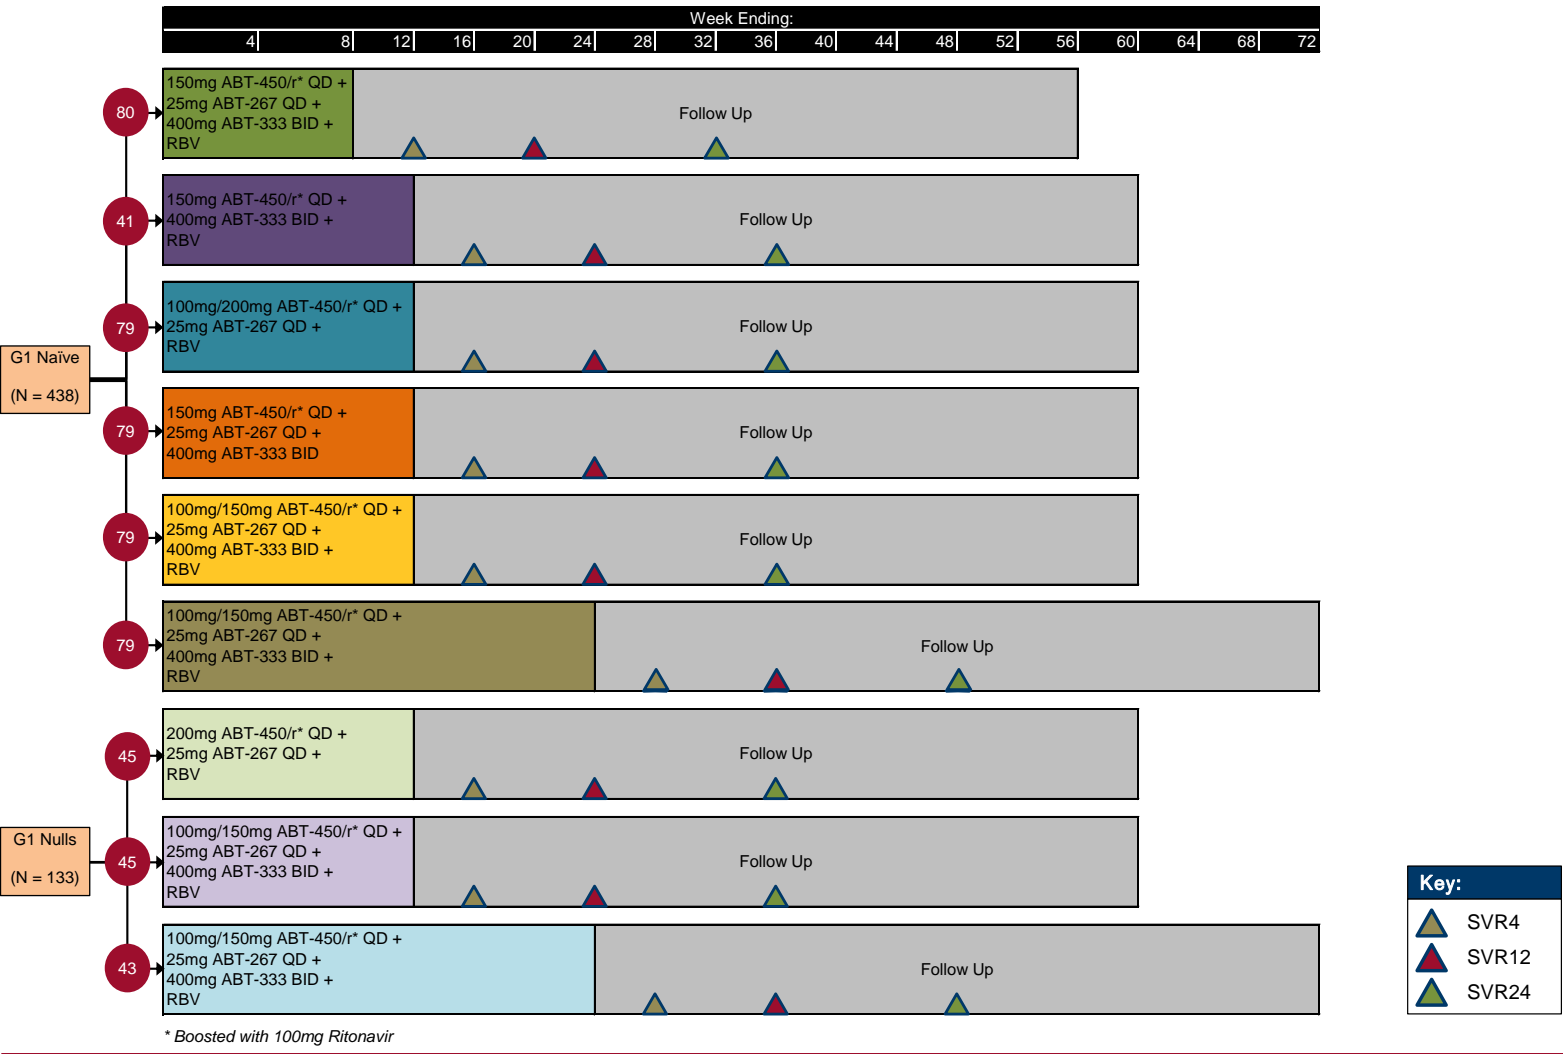 Week Ending:
4 8 12 16 20 24 28 32 36 40 44 48 52 56 60 64 68 72
80
150mg ABT-450/r* QD +
25mg ABT-267 QD +
400mg ABT-333 BID +
RBV
Follow Up
41
150mg ABT-450/r* QD +
400mg ABT-333 BID +
RBV
Follow Up
79
100mg/200mg ABT-450/r* QD +
25mg ABT-267 QD +
RBV
Follow Up
G1 Naïve
(N = 438)
79
150mg ABT-450/r* QD +
25mg ABT-267 QD +
400mg ABT-333 BID
Follow Up
79
100mg/150mg ABT-450/r* QD +
25mg ABT-267 QD +
400mg ABT-333 BID +
RBV
Follow Up
79
100mg/150mg ABT-450/r* QD +
25mg ABT-267 QD +
400mg ABT-333 BID +
RBV
Follow Up
45
200mg ABT-450/r* QD +
25mg ABT-267 QD +
RBV
Follow Up
G1 Nulls
(N = 133)
45
100mg/150mg ABT-450/r* QD +
25mg ABT-267 QD +
400mg ABT-333 BID +
RBV
Follow Up
43
100mg/150mg ABT-450/r* QD +
25mg ABT-267 QD +
400mg ABT-333 BID +
RBV
Follow Up
Key:
SVR4
SVR12
SVR24
* Boosted with 100mg Ritonavir